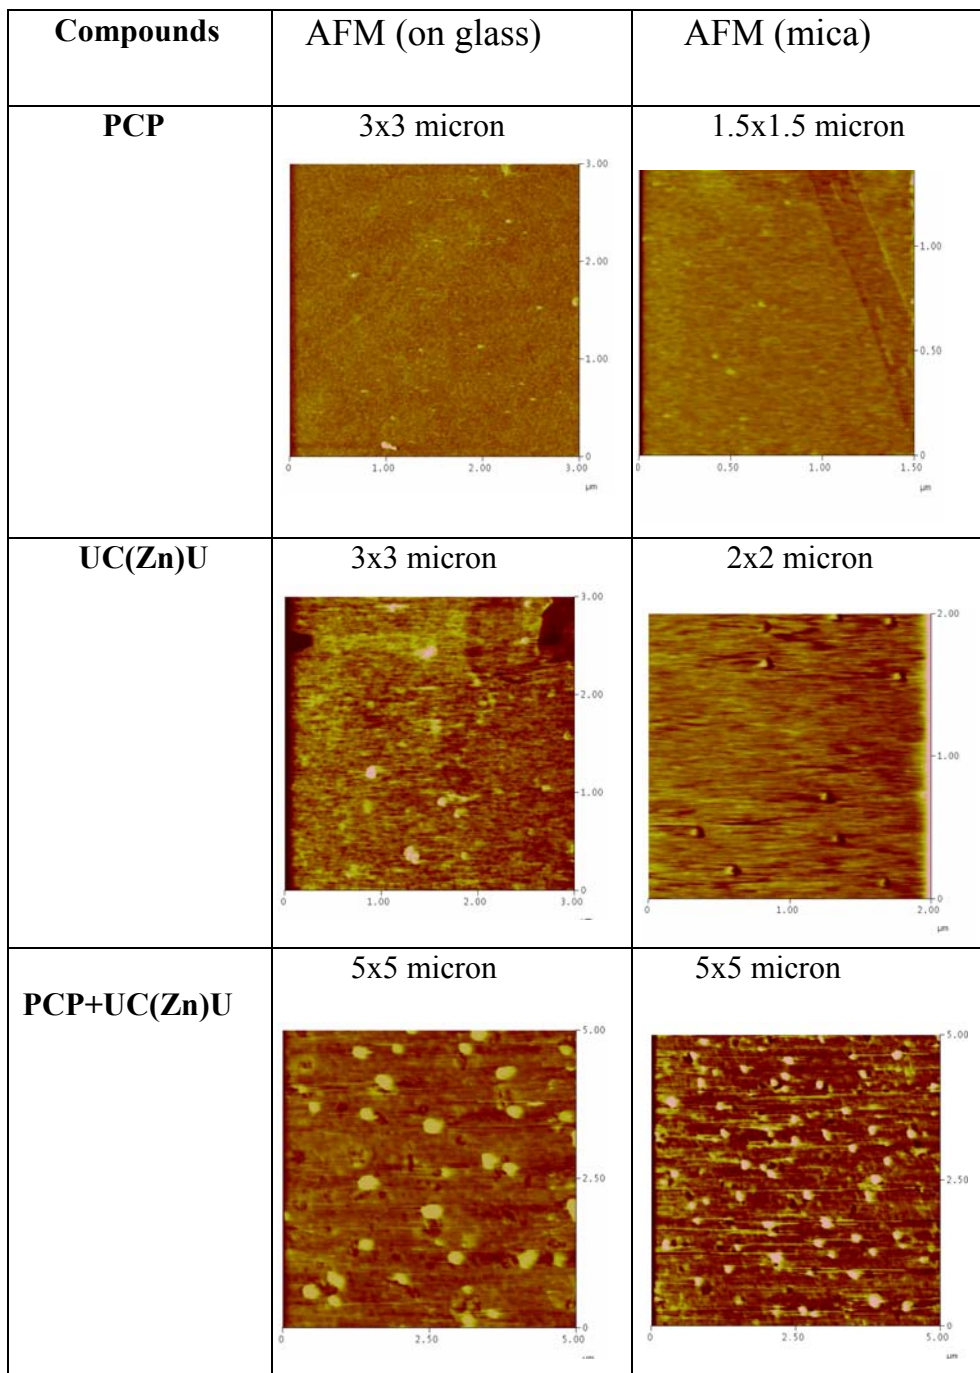 Compounds AFM (on glass) AFM (mica)
PCP 3x3 micron 1.5x1.5 micron
3.00
2.00
1.00
0
0 1.00 2.00 3.00
µm
1.00
0.50
0
0 0.50 1.00 1.50
µm
UC(Zn)U 3x3 micron 2x2 micron
3.00
2.00
1.00
0
0 1.00 2.00 3.00
2.00
1.00
0
0 1.00 2.00
µm
PCP+UC(Zn)U 5x5 micron 5x5 micron
5.00
2.50
0
0 2.50 5.00
5.00
2.50
0
0 2.50 5.00
µm